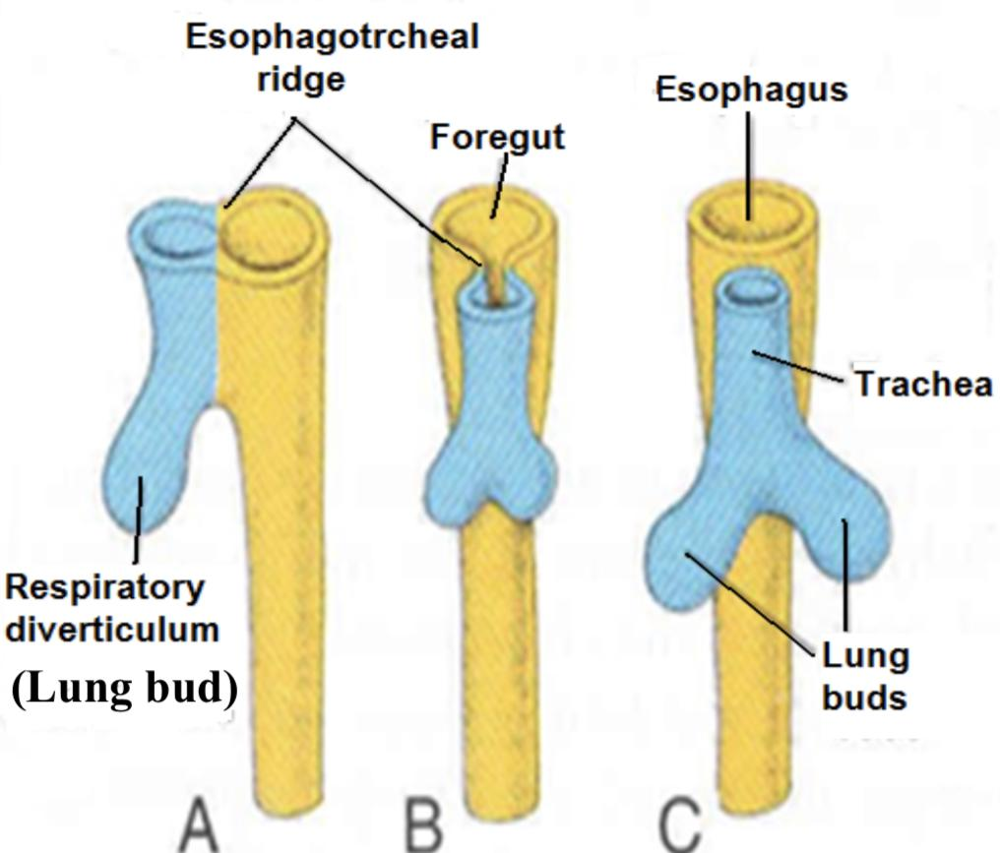 Esophagotrcheal
ridge
Foregut
Esophagus
Trachea
Respiratory
diverticulum
(Lung bud)
Lung
buds
A
B
C